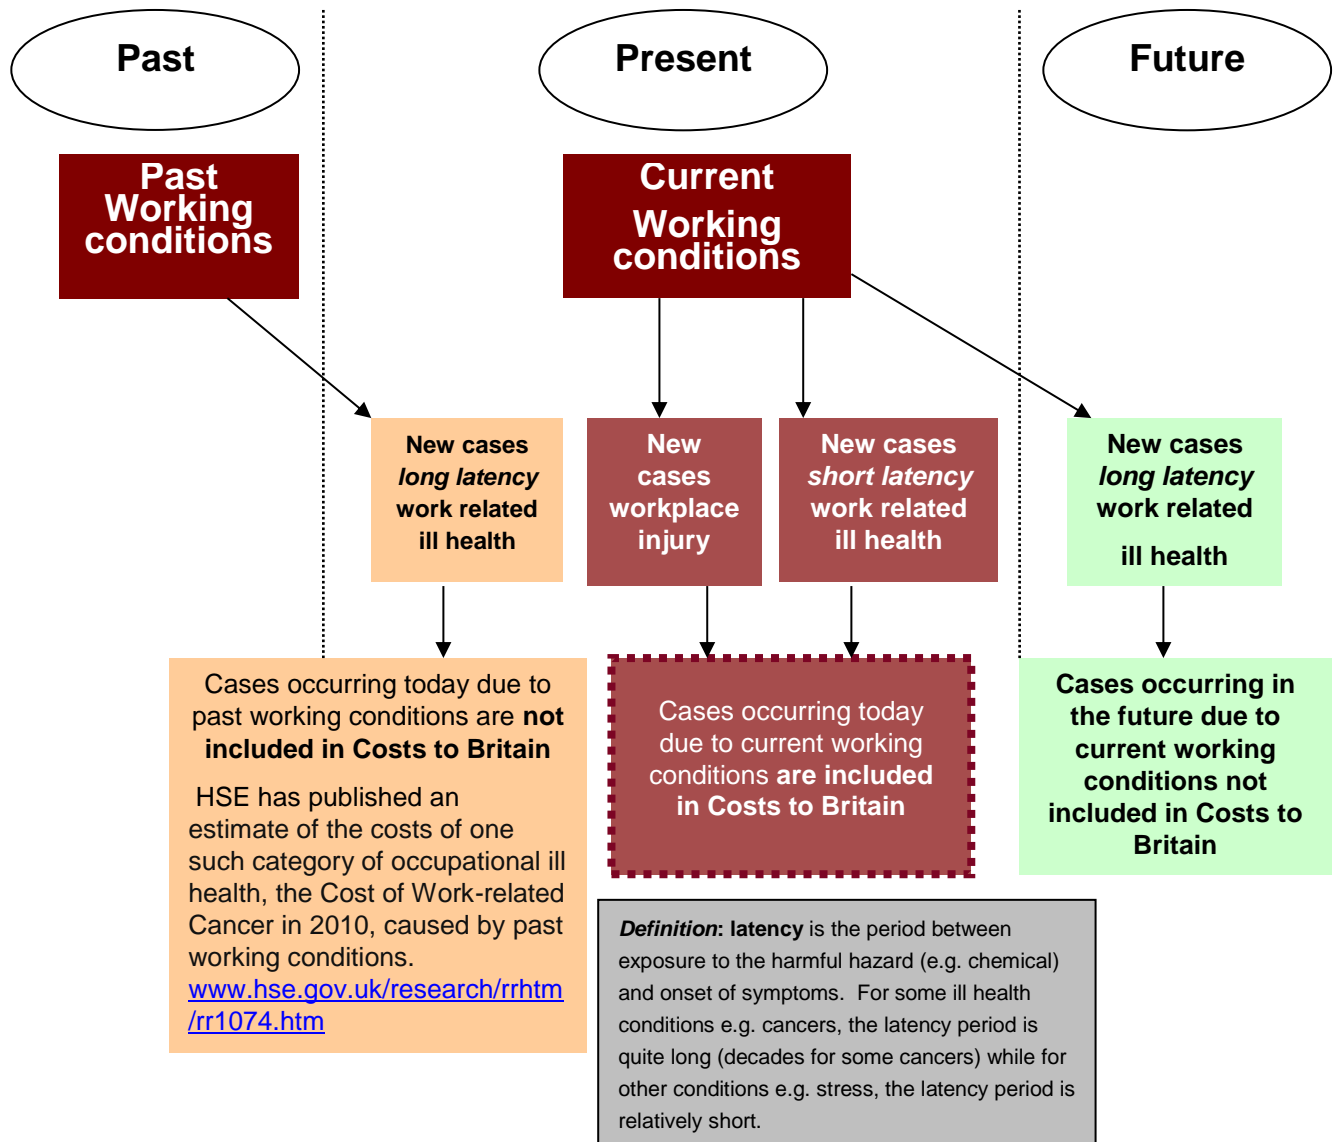 Past
Present
Future
Past
Working
conditions
Current
Working
conditions
New cases
long latency
work related
ill health
New
cases
workplace
injury
New cases
short latency
work related
ill health
New cases
long latency
work related
ill health
Cases occurring today due to
past working conditions are not
included in Costs to Britain
HSE has published an
estimate of the costs of one
such category of occupational ill
health, the Cost of Work-related
Cancer in 2010, caused by past
working conditions.
www.hse.gov.uk/research/rrhtm
/rr1074.htm
Cases occurring today
due to current working
conditions are included
in Costs to Britain
Cases occurring in
the future due to
current working
conditions not
included in Costs to
Britain
Definition: latency is the period between
exposure to the harmful hazard (e.g. chemical)
and onset of symptoms.  For some ill health
conditions e.g. cancers, the latency period is
quite long (decades for some cancers) while for
other conditions e.g. stress, the latency period is
relatively short.